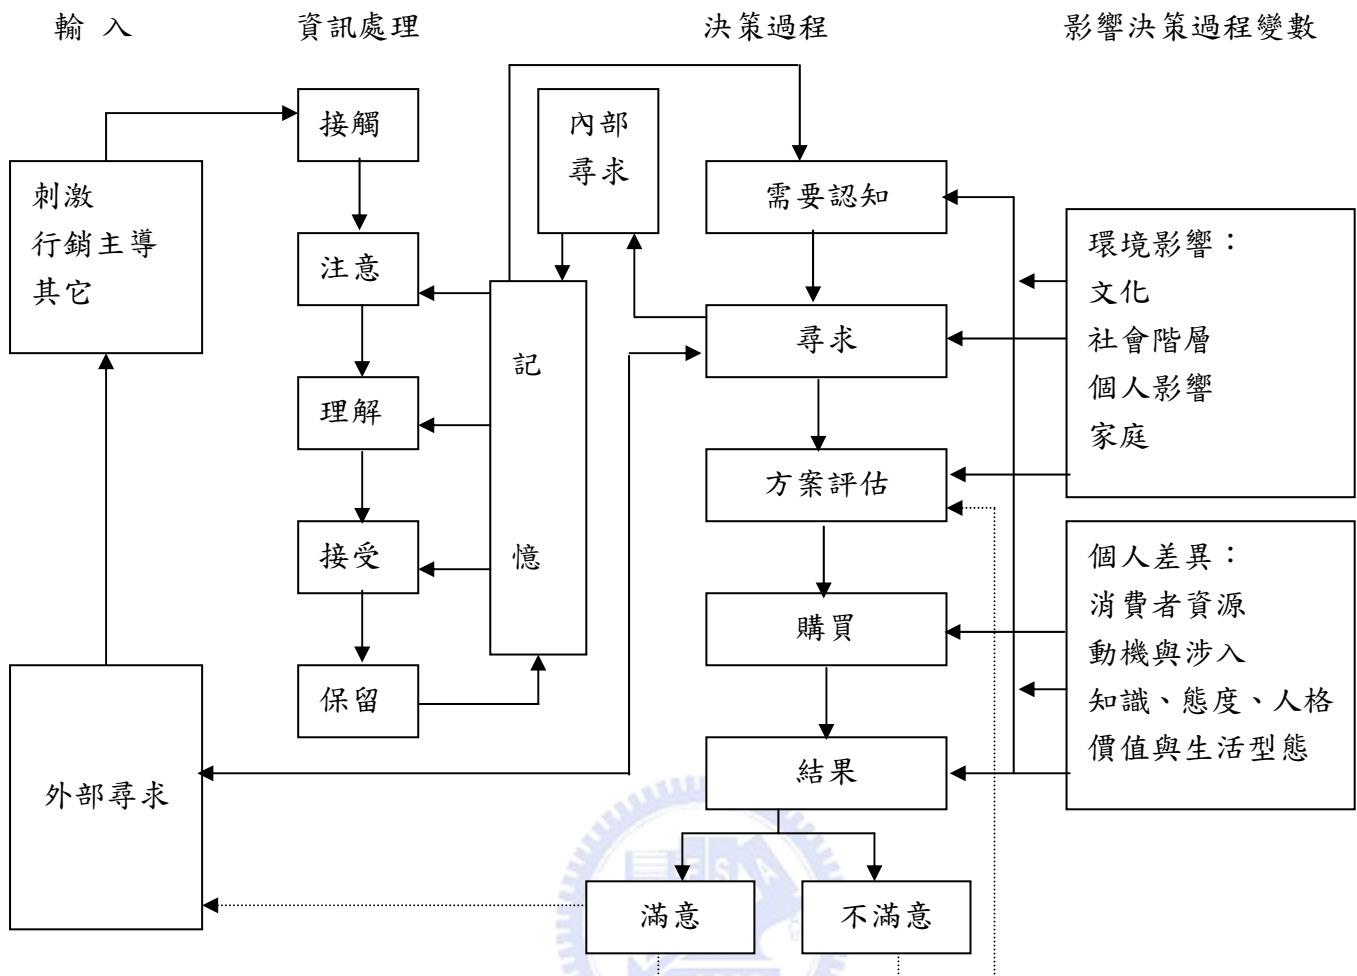 輸 入
資訊處理
決策過程
影響決策過程變數
刺激
行銷主導
其它
外部尋求
接觸
注意
理解
接受
保留
內部
尋求
記
憶
需要認知
尋求
方案評估
購買
結果
滿意
不滿意
環境影響：
文化
社會階層
個人影響
家庭
個人差異：
消費者資源
動機與涉入
知識、態度、人格
價值與生活型態